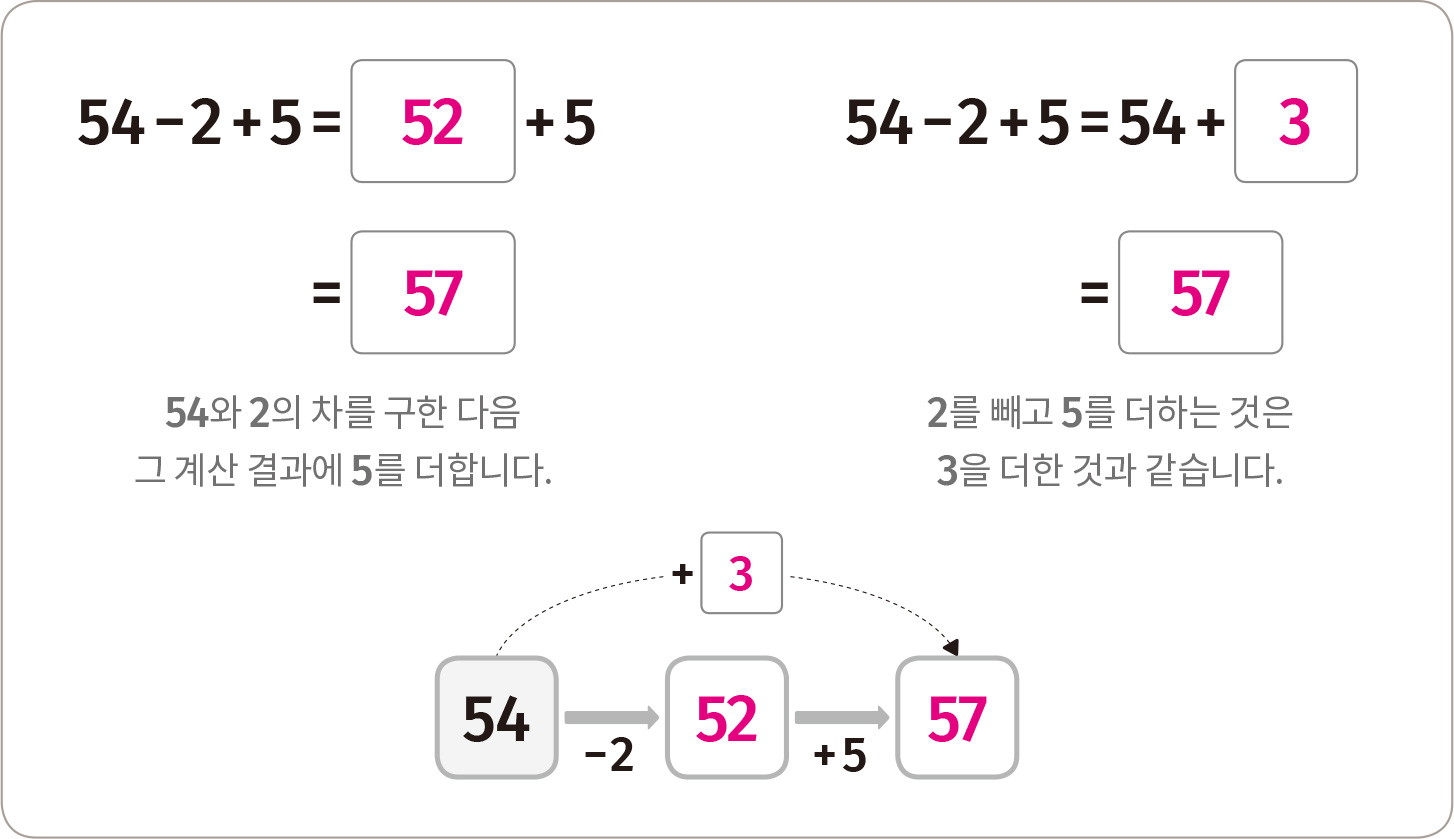 54 − 2 + 5 = 52 + 5
= 57
54와 2의 차를 구한 다음
그 계산 결과에 5를 더합니다.
54 − 2 + 5 = 54 + 3
= 57
2를 빼고 5를 더하는 것은
3을 더한 것과 같습니다.
+ 3
54 52 57
−2 +5